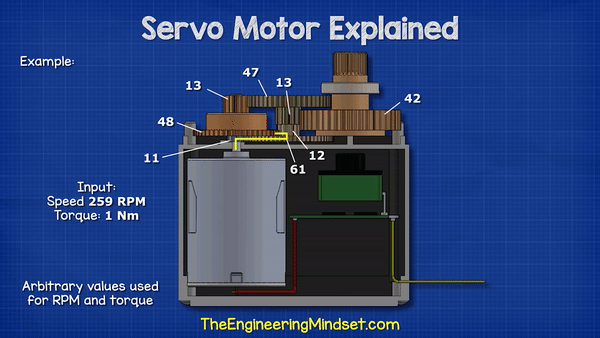 Servo Motor Explained
Example:
13
47
13
42
48
11
12
61
Input:
Speed 259 RPM
Torque: 1 Nm
Arbitrary values used
for RPM and torque
TheEngineeringMindset.com